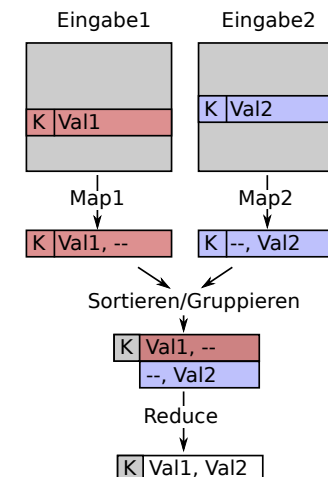 Eingabe1 Eingabe2
K Val1
K Val2
Map1 Map2
K Val1, -- K --, Val2
Sortieren/Gruppieren
K Val1, --
--, Val2
Reduce
K Val1, Val2